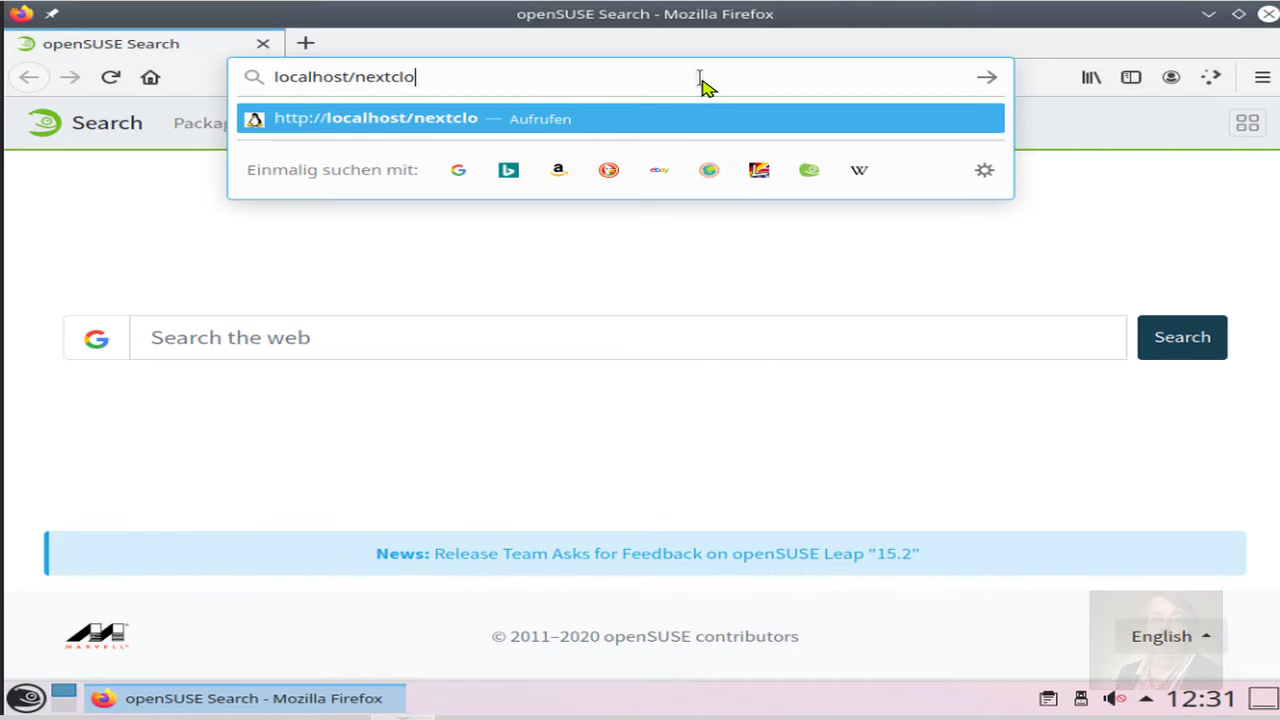 openSUSE Search - Mozilla Firefox
openSUSE Search
localhost/nextclo
Search
http://localhost/nextclo — Aufrufen
Einmalig suchen mit:
Search the web
Search
News: Release Team Asks for Feedback on openSUSE Leap "15.2"
MARVELL
© 2011–2020 openSUSE contributors
English
openSUSE Search - Mozilla Firefox
12:31